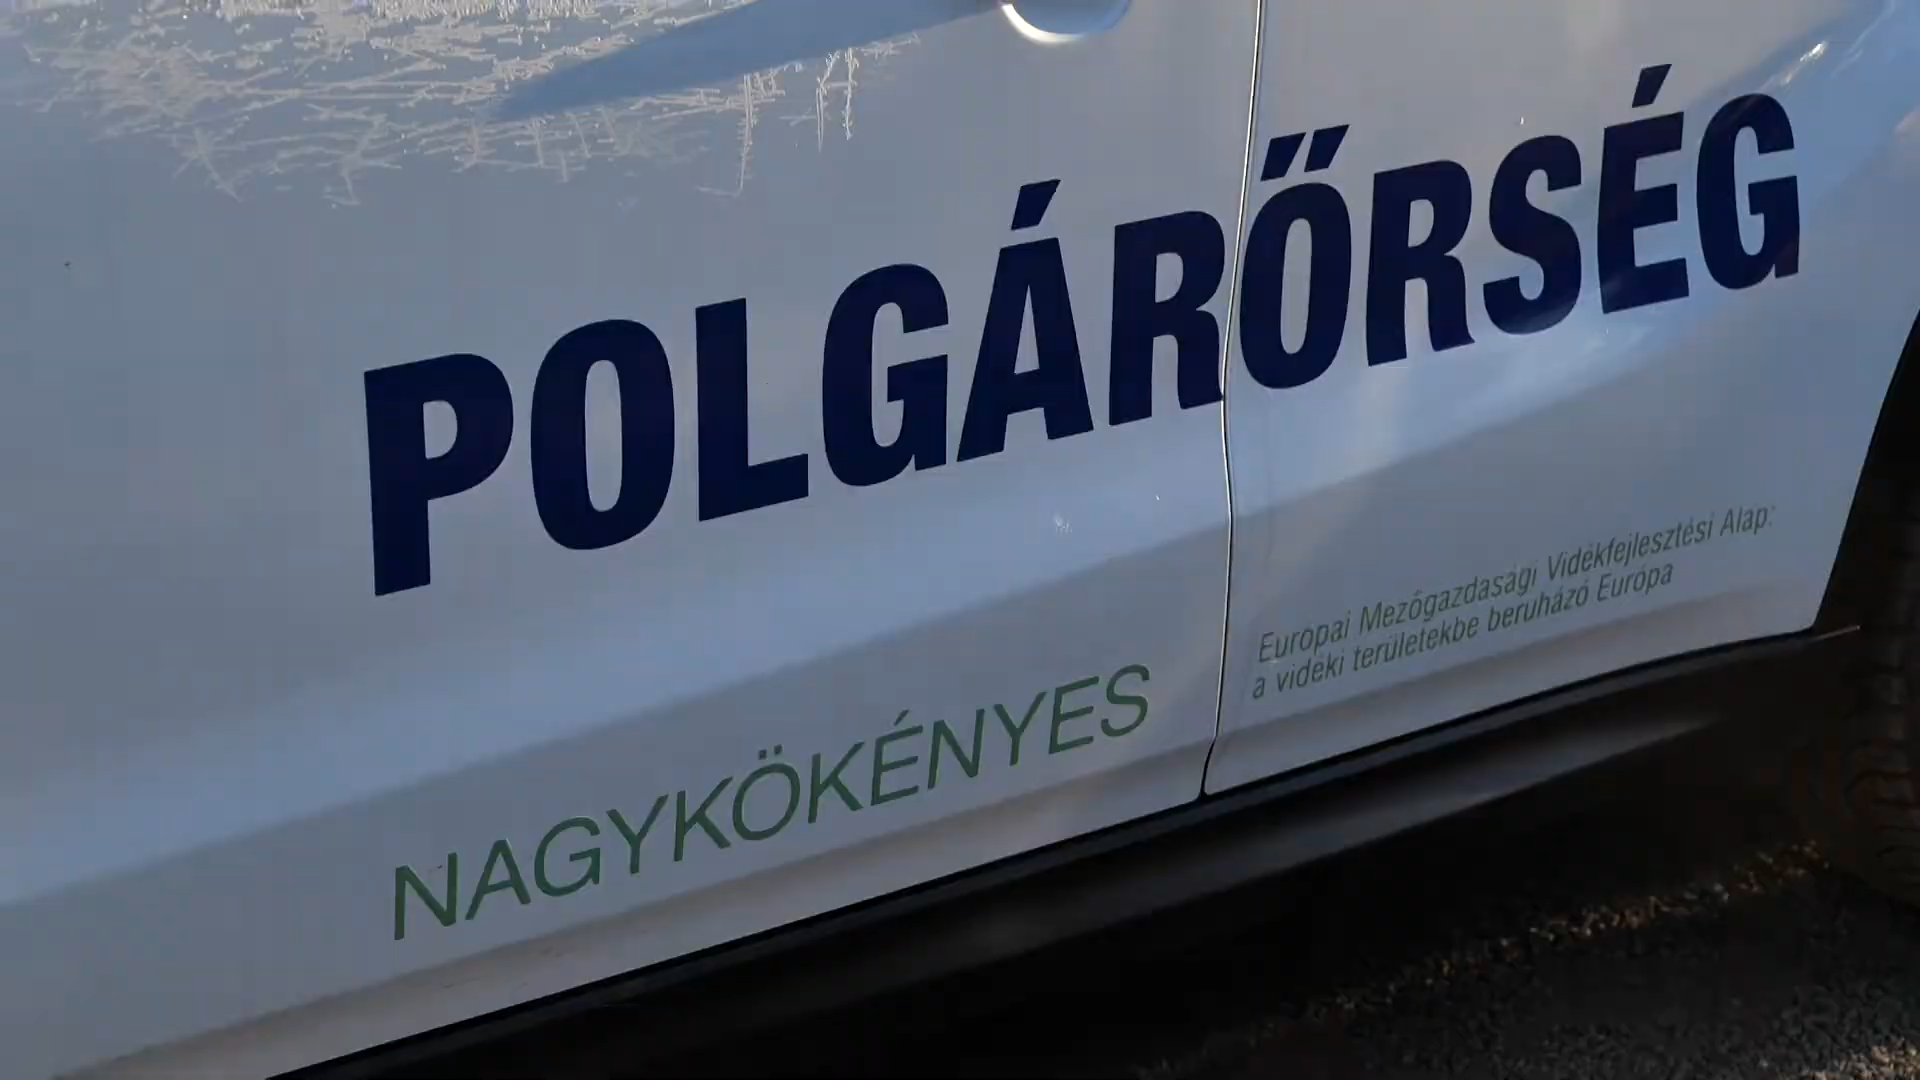 POLGÁRŐRSÉG
NAGYKÖKÉNYES
Európai Mezőgazdasági Vidékfejlesztési Alap:
a vidéki területekbe beruházó Európa